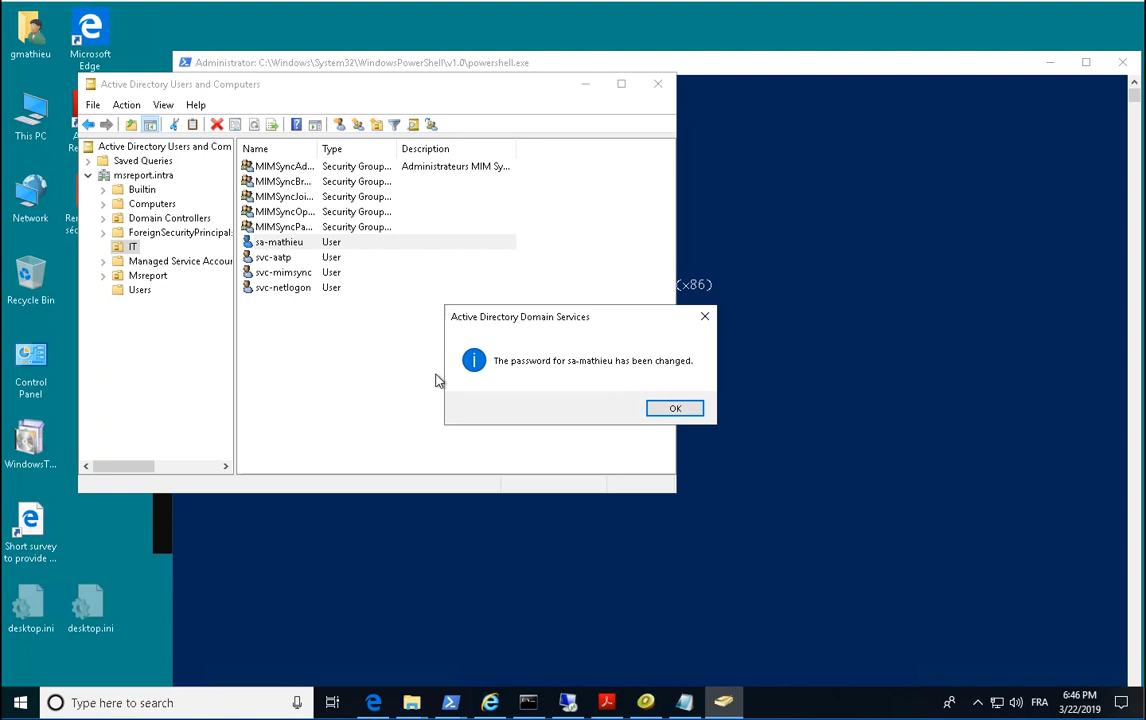 gmathieu
Microsoft
Edge
This PC
Network
Recycle Bin
Control
Panel
WindowsT...
Short survey
to provide ...
desktop.ini
desktop.ini
Administrator: C:\Windows\System32\WindowsPowerShell\v1.0\powershell.exe
(x86)
Active Directory Users and Computers
File Action View Help
Active Directory Users and Com
Saved Queries
msreport.intra
Builtin
Computers
Domain Controllers
ForeignSecurityPrincipal:
IT
Managed Service Accou
Msreport
Users
Name Type Description
MIMSyncAd... Security Group... Administrateurs MIM Sy...
MIMSyncBr... Security Group...
MIMSyncJoi... Security Group...
MIMSyncOp... Security Group...
MIMSyncPa... Security Group...
sa-mathieu User
svc-aatp User
svc-mimsync User
svc-netlogon User
Active Directory Domain Services
The password for sa-mathieu has been changed.
OK
Type here to search
FRA
6:46 PM
3/22/2019